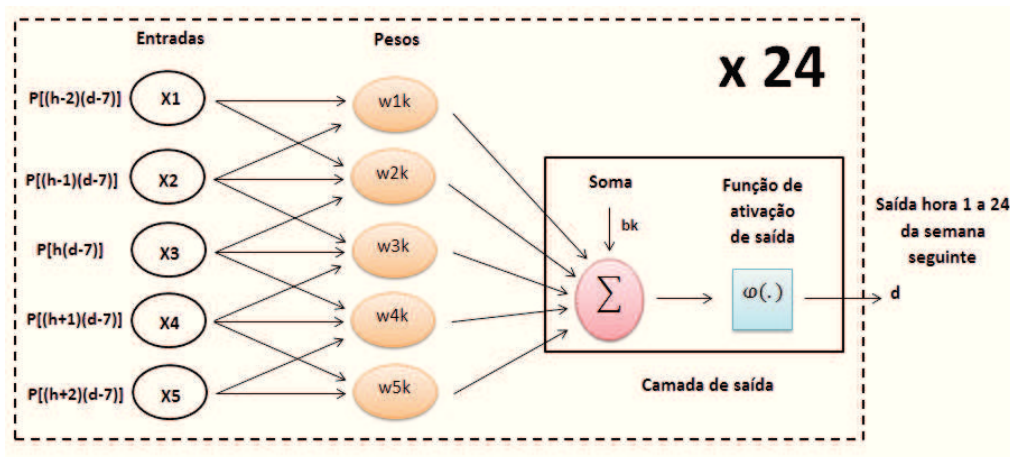 Entradas
Pesos
x 24
P[(h-2)(d-7)]
X1
w1k
P[(h-1)(d-7)]
X2
w2k
P[h(d-7)]
X3
w3k
P[(h+1)(d-7)]
X4
w4k
P[(h+2)(d-7)]
X5
w5k
Soma
bk
∑
Função de
ativação
de saída
φ(.)
Camada de saída
Saída hora 1 a 24
da semana
seguinte
d